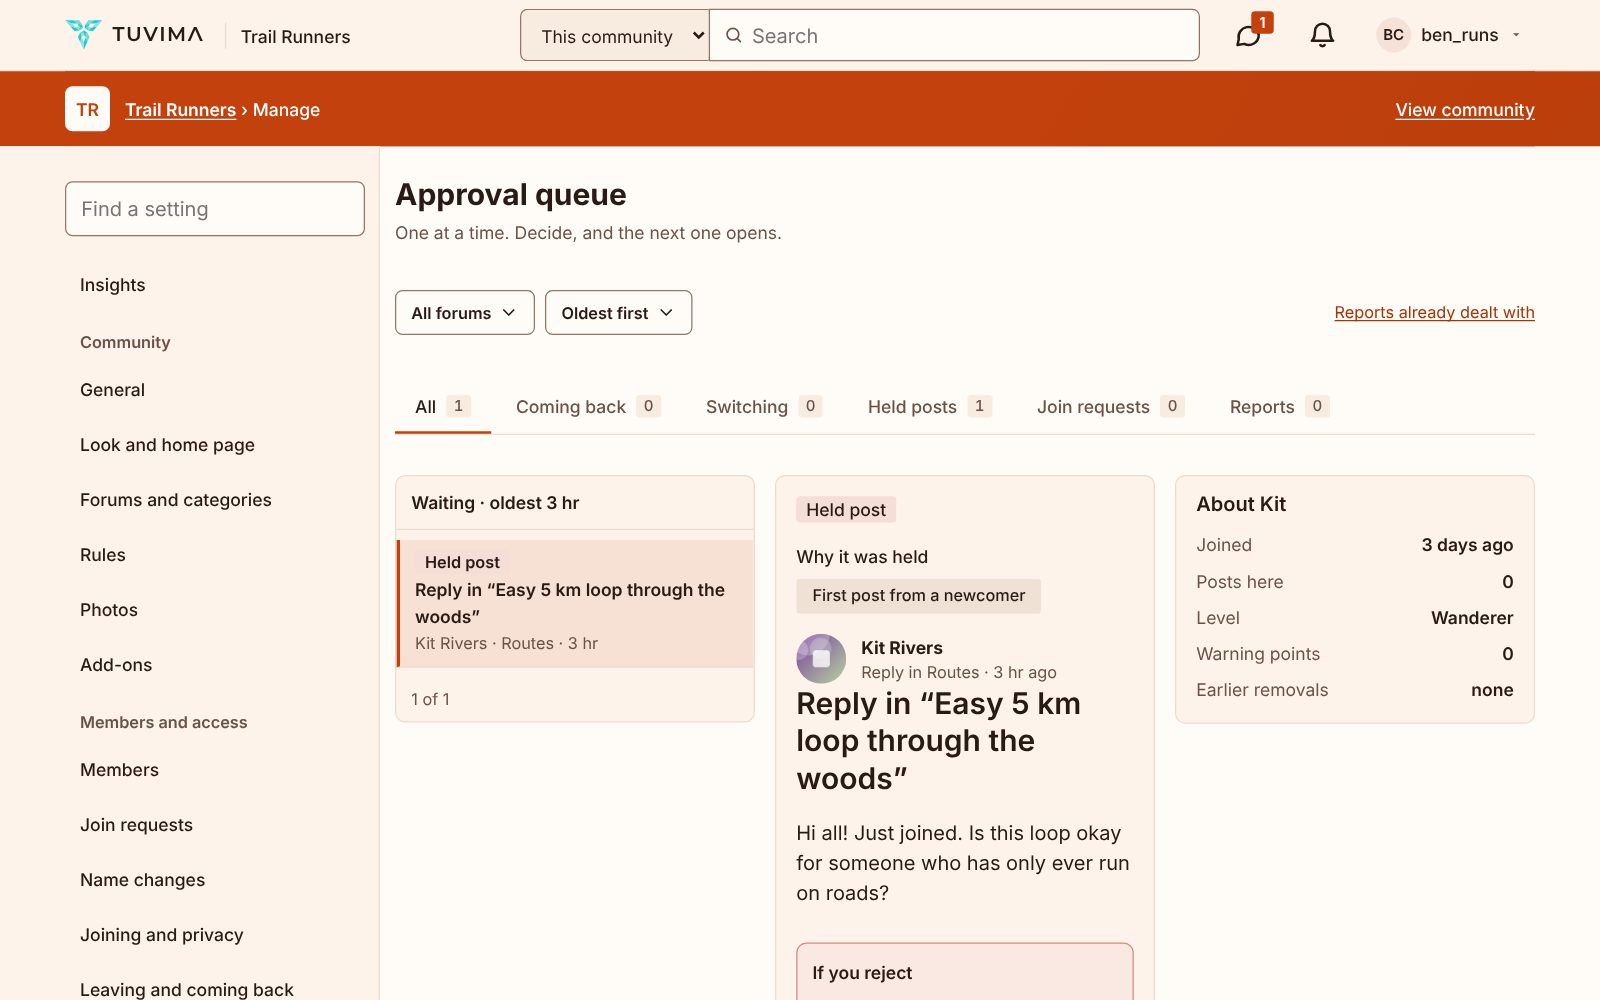 TUVIMA
Trail Runners
This community
Search
1
BC
ben_runs
TR
Trail Runners › Manage
View community
Find a setting
Insights
Community
General
Look and home page
Forums and categories
Rules
Photos
Add-ons
Members and access
Members
Join requests
Name changes
Joining and privacy
Leaving and coming back
Approval queue
One at a time. Decide, and the next one opens.
All forums
Oldest first
Reports already dealt with
All 1
Coming back 0
Switching 0
Held posts 1
Join requests 0
Reports 0
Waiting · oldest 3 hr
Held post
Reply in “Easy 5 km loop through the
woods”
Kit Rivers · Routes · 3 hr
1 of 1
Held post
Why it was held
First post from a newcomer
Kit Rivers
Reply in Routes · 3 hr ago
Reply in “Easy 5 km
loop through the
woods”
Hi all! Just joined. Is this loop okay
for someone who has only ever run
on roads?
If you reject
About Kit
Joined 3 days ago
Posts here 0
Level Wanderer
Warning points 0
Earlier removals none